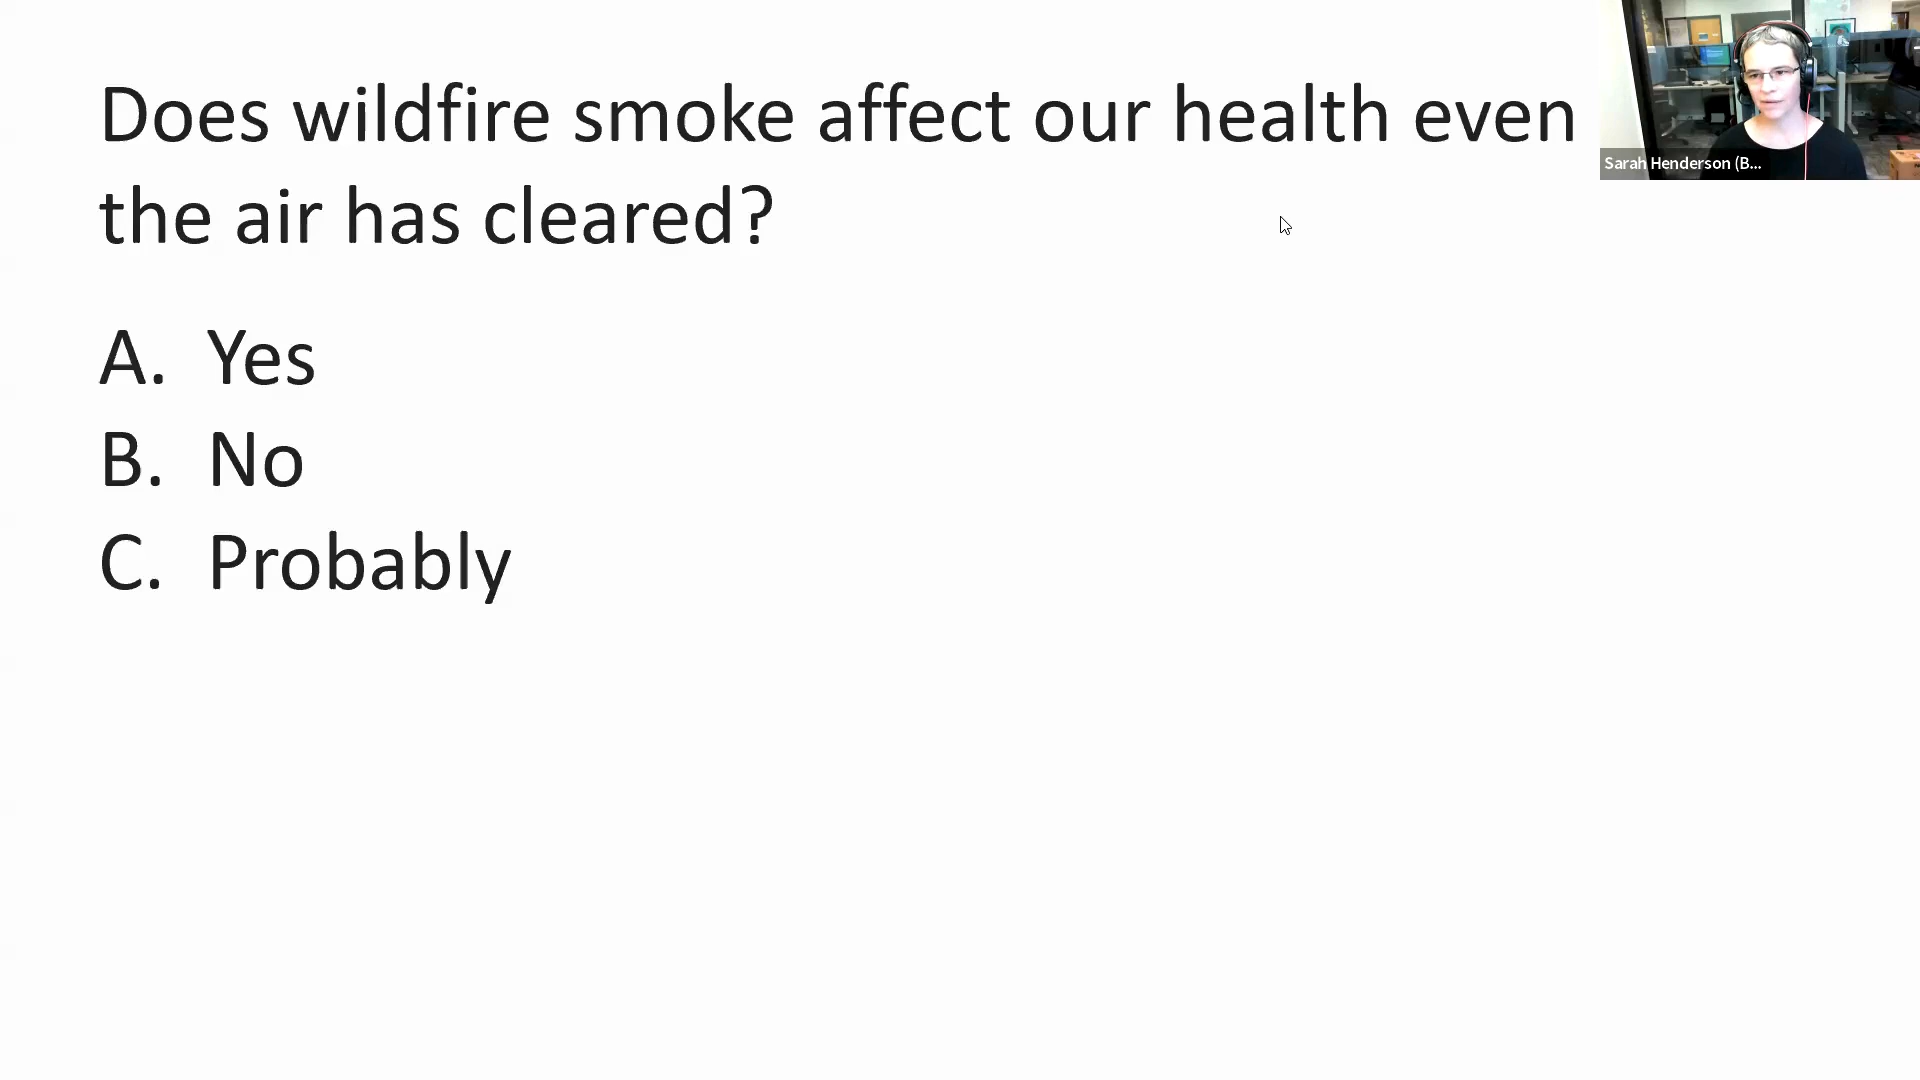 Does wildfire smoke affect our health even
the air has cleared?
A. Yes
B. No
C. Probably
Sarah Henderson (B...